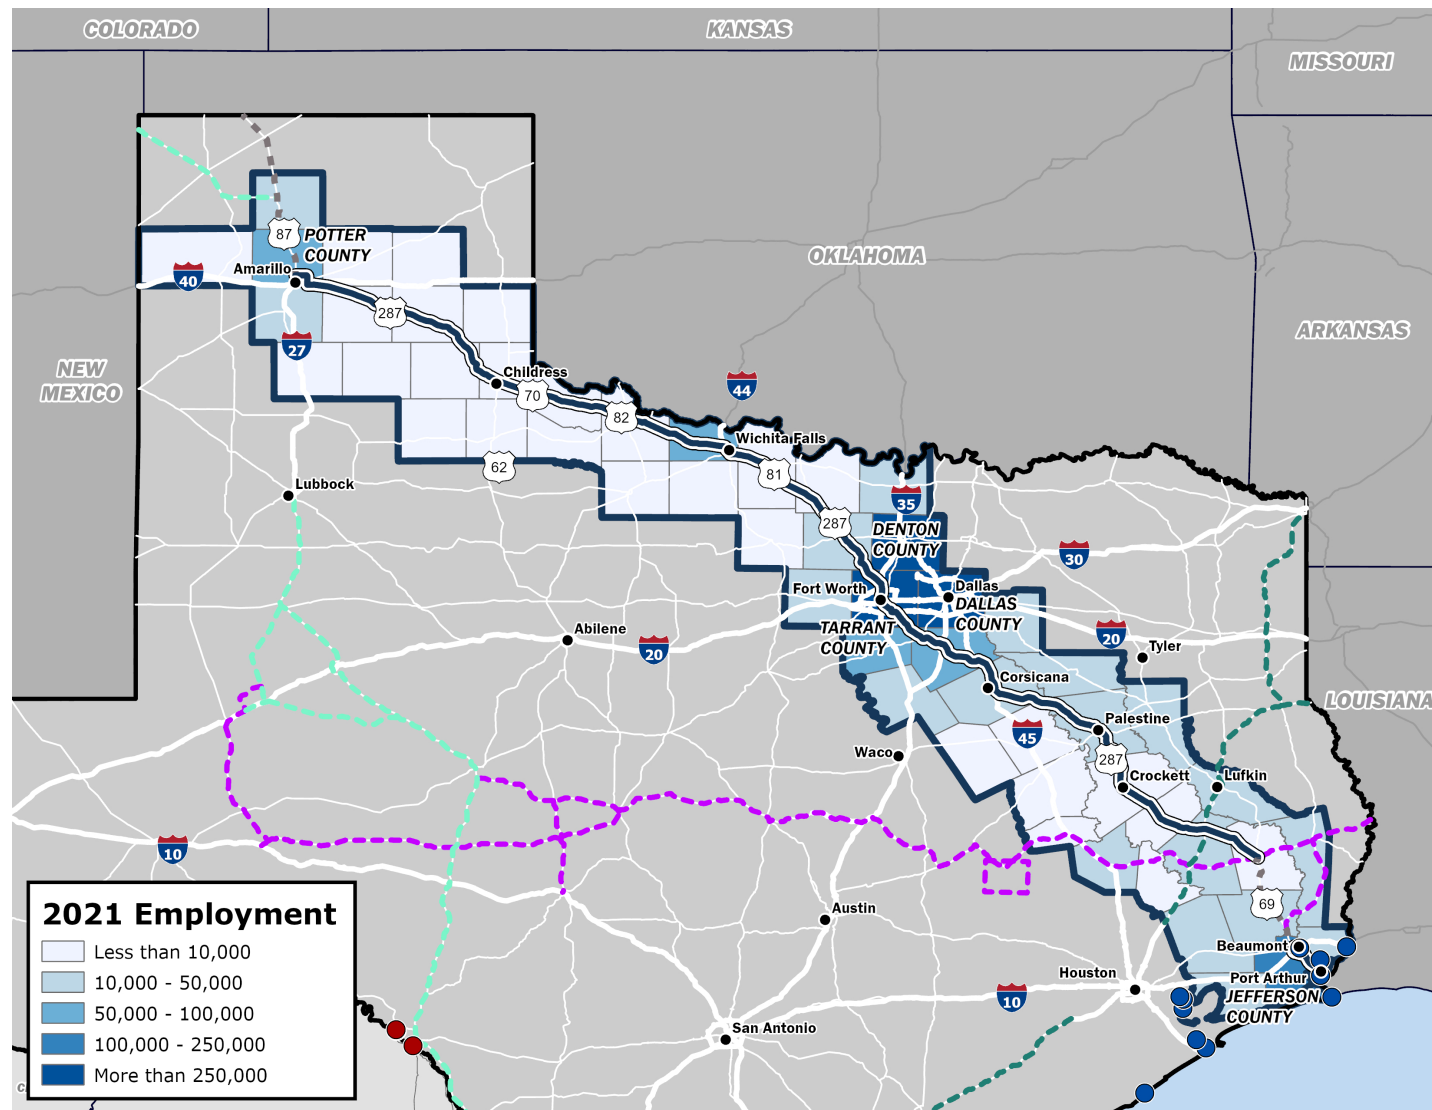 COLORADO
KANSAS
MISSOURI
87
POTTER
COUNTY
OKLAHOMA
Amarillo
40
287
ARKANSAS
27
NEW
MEXICO
Childress
70
44
82
Wichita Falls
62
81
Lubbock
35
287
DENTON
COUNTY
30
Fort Worth
Dallas
DALLAS
COUNTY
TARRANT
COUNTY
Abilene
20
20
Tyler
Corsicana
LOUISIANA
Palestine
45
Waco
287
Crockett
Lufkin
10
69
Austin
Beaumont
Houston
Port Arthur
10
JEFFERSON
COUNTY
San Antonio
2021 Employment
Less than 10,000
10,000 - 50,000
50,000 - 100,000
100,000 - 250,000
More than 250,000